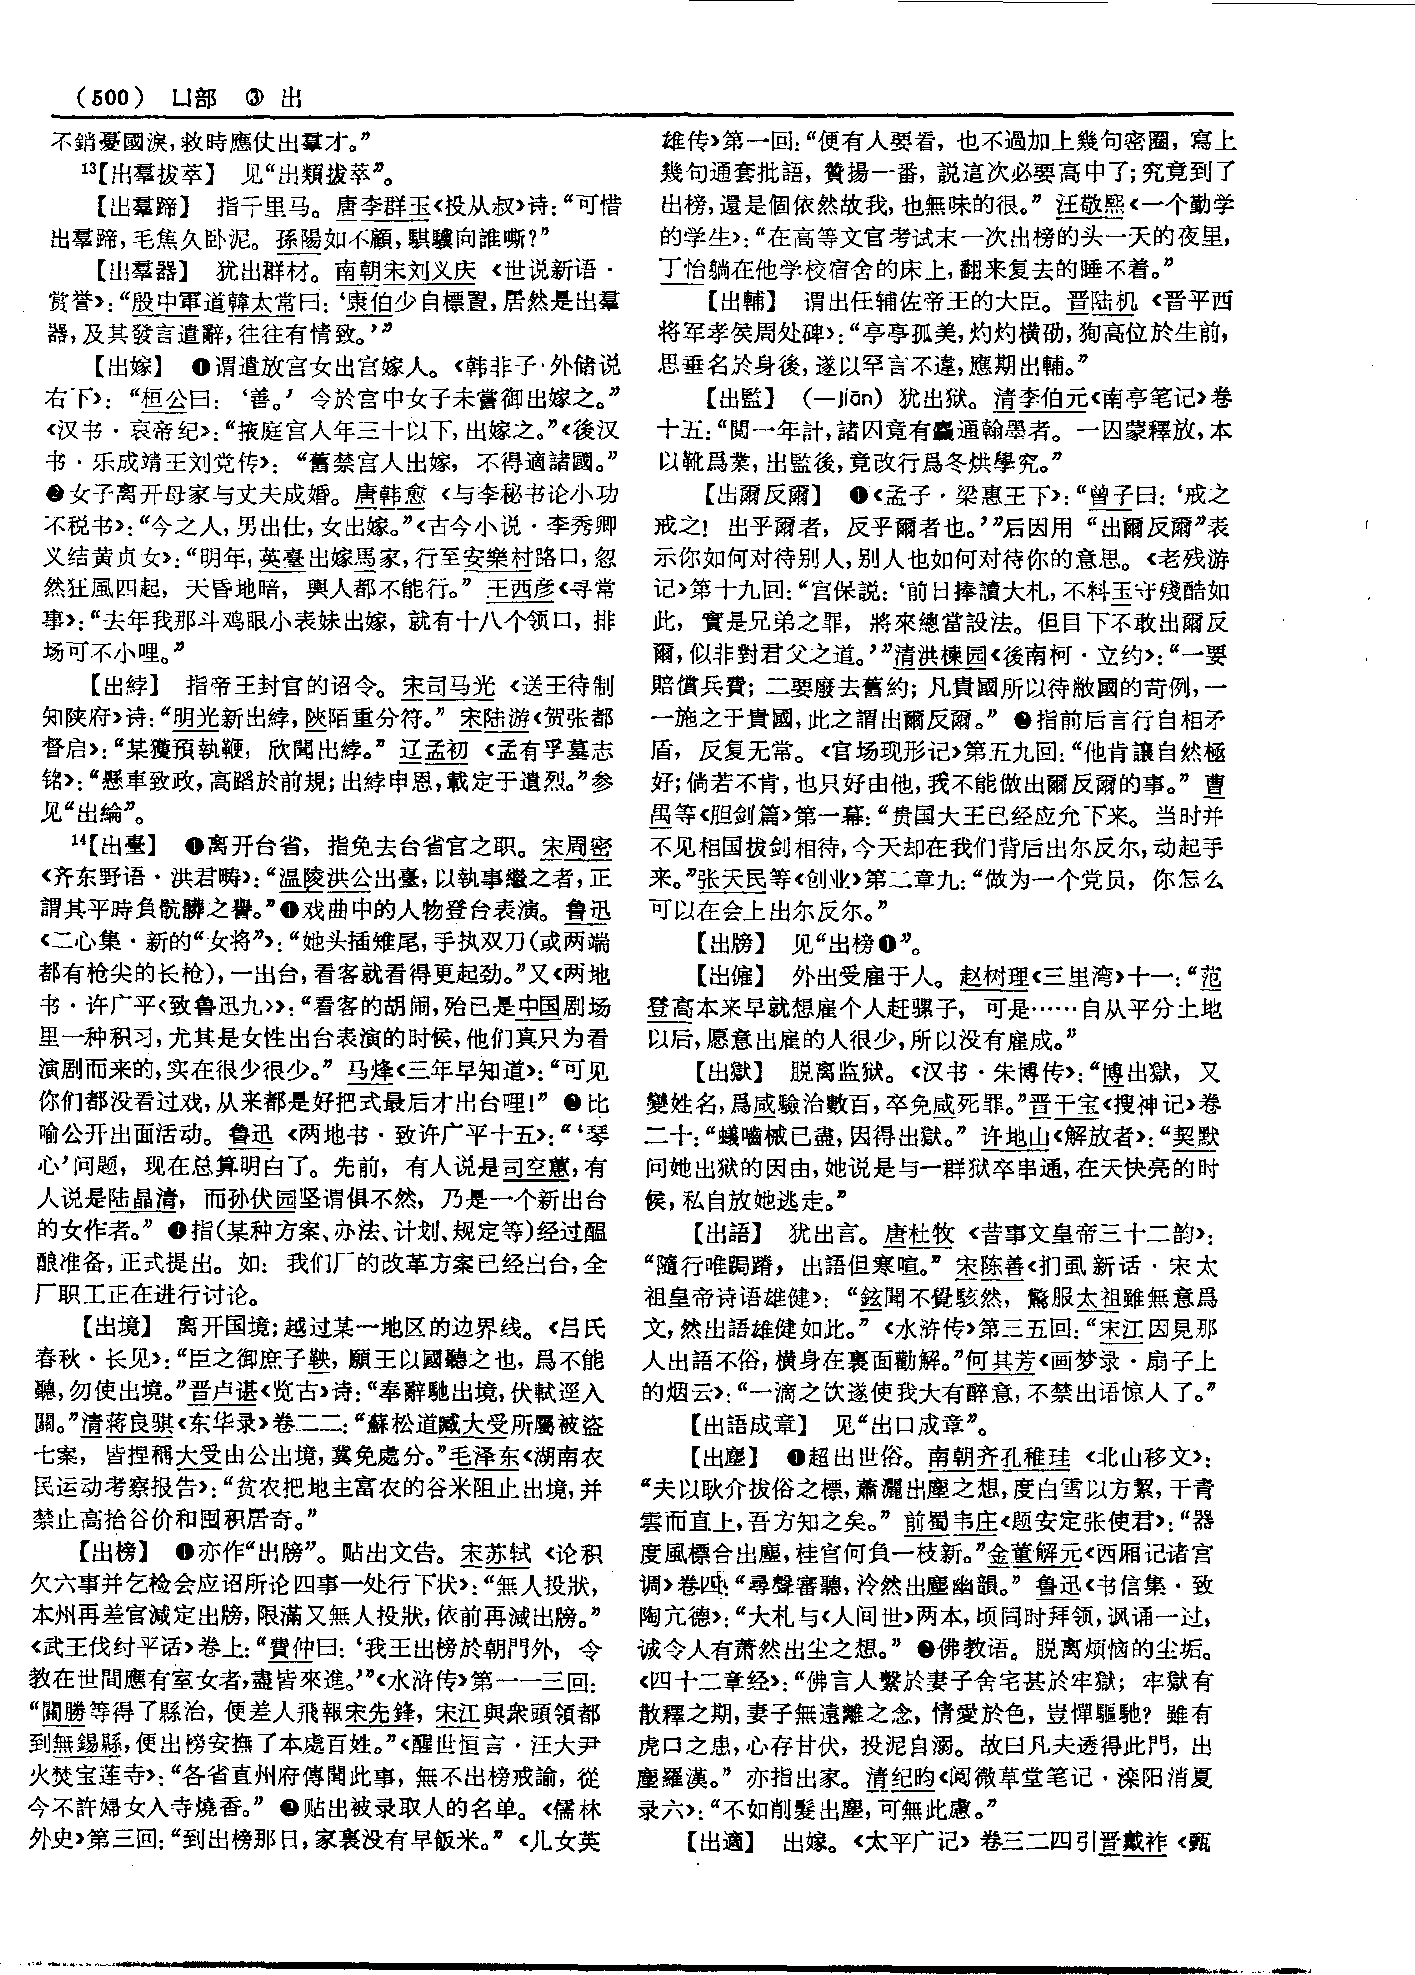 （500） 凵部 ③ 出
不銷憂國淚，救時應仗出羣才。”
13【出羣拔萃】 见“出類拔萃”。
【出羣蹄】 指千里马。唐李群玉《投从叔》诗：“可惜
出羣蹄，毛焦久卧泥。孫陽如不顧，騏驥向誰嘶？”
【出羣器】 犹出群材。南朝宋刘义庆《世说新语·
赏誉》：“殷中軍道韓太常曰：‘康伯少自標置，居然是出羣
器，及其發言遣辭，往往有情致。’”
【出嫁】 ❶谓遣放宫女出宫嫁人。《韩非子·外储说
右下》：“桓公曰：‘善。’令於宫中女子未嘗御出嫁之。”
《汉书·哀帝纪》：“掖庭宫人年三十以下，出嫁之。”《後汉
书·乐成靖王刘党传》：“舊禁宫人出嫁，不得適諸國。”
❷女子离开母家与丈夫成婚。唐韩愈《与李秘书论小功
不税书》：“今之人，男出仕，女出嫁。”《古今小说·李秀卿
义结黄贞女》：“明年，英臺出嫁馬家，行至安樂村路口，忽
然狂風四起，天昏地暗，輿人都不能行。”王西彦《寻常
事》：“去年我那斗鸡眼小表妹出嫁，就有十八个领口，排
场可不小哩。”
【出綍】 指帝王封官的诏令。宋司马光《送王待制
知陕府》诗：“明光新出綍，陜陌重分符。”宋陆游《贺张都
督启》：“某獲預執鞭，欣聞出綍。”辽孟初《孟有孚墓志
铭》：“懸車致政，高蹈於前規；出綍申恩，載定于遺烈。”参
见“出綸”。
14【出臺】 ❶离开台省，指免去台省官之职。宋周密
《齐东野语·洪君畴》：“温陵洪公出臺，以執事繼之者，正
謂其平時負骯髒之譽。”❶戏曲中的人物登台表演。鲁迅
《二心集·新的“女将”》：“她头插雉尾，手执双刀（或两端
都有枪尖的长枪），一出台，看客就看得更起劲。”又《两地
书·许广平〈致鲁迅九〉》：“看客的胡闹，殆已是中国剧场
里一种积习，尤其是女性出台表演的时候，他们真只为看
演剧而来的，实在很少很少。”马烽《三年早知道》：“可见
你们都没看过戏，从来都是好把式最后才出台哩！”❸比
喻公开出面活动。鲁迅《两地书·致许广平十五》：“‘琴
心’问题，现在总算明白了。先前，有人说是司空蕙，有
人说是陆晶清，而孙伏园坚谓俱不然，乃是一个新出台
的女作者。”❹指（某种方案、办法、计划、规定等）经过酝
酿准备，正式提出。如：我们厂的改革方案已经出台，全
厂职工正在进行讨论。
【出境】 离开国境；越过某一地区的边界线。《吕氏
春秋·长见》：“臣之御庶子鞅，願王以國聽之也，爲不能
聽，勿使出境。”晋卢谌《览古》诗：“奉辭馳出境，伏軾逕入
關。”清蒋良骐《东华录》卷二二：“蘇松道臧大受所屬被盜
七案，皆捏稱大受由公出境，冀免處分。”毛泽东《湖南农
民运动考察报告》：“贫农把地主富农的谷米阻止出境，并
禁止高抬谷价和囤积居奇。”
【出榜】 ❶亦作“出牓”。贴出文告。宋苏轼《论积
欠六事并乞检会应诏所论四事一处行下状》：“無人投狀，
本州再差官減定出牓，限滿又無人投狀，依前再減出牓。”
《武王伐纣平话》卷上：“費仲曰：‘我王出榜於朝門外，令
教在世間應有室女者，盡皆來進。’”《水浒传》第一一三回：
“關勝等得了縣治，便差人飛報宋先鋒，宋江與衆頭領都
到無錫縣，便出榜安撫了本處百姓。”《醒世恒言·汪大尹
火焚宝莲寺》：“各省直州府傳聞此事，無不出榜戒諭，從
今不許婦女入寺燒香。”❷贴出被录取人的名单。《儒林
外史》第三回：“到出榜那日，家裏没有早飯米。”《儿女英
雄传》第一回：“便有人要看，也不過加上幾句密圈，寫上
幾句通套批語，贊揚一番，説這次必要高中了；究竟到了
出榜，還是個依然故我，也無味的很。”汪敬熙《一个勤学
的学生》：“在高等文官考试末一次出榜的头一天的夜里，
丁怡躺在他学校宿舍的床上，翻来复去的睡不着。”
【出輔】 谓出任辅佐帝王的大臣。晋陆机《晋平西
将军孝侯周处碑》：“亭亭孤美，灼灼横劭，狥高位於生前，
思垂名於身後，遂以罕言不違，應期出輔。”
【出監】 （—jiān）犹出狱。清李伯元《南亭笔记》卷
十五：“閲一年計，諸囚竟有麤通翰墨者。一囚蒙釋放，本
以靴爲業，出監後，竟改行爲冬烘學究。”
【出爾反爾】 ❶《孟子·梁惠王下》：“曾子曰：‘戒之
戒之！出乎爾者，反乎爾者也。’”后因用“出爾反爾”表
示你如何对待别人，别人也如何对待你的意思。《老残游
记》第十九回：“宫保説：‘前日捧讀大札，不料玉守殘酷如
此，實是兄弟之罪，將來總當設法。但目下不敢出爾反
爾，似非對君父之道。’”清洪楝园《後南柯·立约》：“一要
賠償兵費；二要廢去舊約；凡貴國所以待敝國的苛例，一
一施之于貴國，此之謂出爾反爾。”❷指前后言行自相矛
盾，反复无常。《官场现形记》第五九回：“他肯讓自然極
好；倘若不肯，也只好由他，我不能做出爾反爾的事。”曹
禺等《胆剑篇》第一幕：“贵国大王已经应允下来。当时并
不见相国拔剑相待，今天却在我们背后出尔反尔，动起手
来。”张天民等《创业》第二章九：“做为一个党员，你怎么
可以在会上出尔反尔。”
【出牓】 见“出榜❶”。
【出僱】 外出受雇于人。赵树理《三里湾》十一：“范
登高本来早就想雇个人赶骡子，可是……自从平分土地
以后，愿意出雇的人很少，所以没有雇成。”
【出獄】 脱离监狱。《汉书·朱博传》：“博出獄，又
變姓名，爲咸驗治數百，卒免咸死罪。”晋干宝《搜神记》卷
二十：“蟻嚙械已盡，因得出獄。”许地山《解放者》：“契默
问她出狱的因由，她说是与一群狱卒串通，在天快亮的时
候，私自放她逃走。”
【出語】 犹出言。唐杜牧《昔事文皇帝三十二韵》：
“隨行唯跼蹐，出語但寒喧。”宋陈善《扪虱新话·宋太
祖皇帝诗语雄健》：“鉉聞不覺駭然，驚服太祖雖無意爲
文，然出語雄健如此。”《水浒传》第三五回：“宋江因見那
人出語不俗，横身在裏面勸解。”何其芳《画梦录·扇子上
的烟云》：“一滴之饮遂使我大有醉意，不禁出语惊人了。”
【出語成章】 见“出口成章”。
【出塵】 ❶超出世俗。南朝齐孔稚珪《北山移文》：
“夫以耿介拔俗之標，蕭灑出塵之想，度白雪以方絜，干青
雲而直上，吾方知之矣。”前蜀韦庄《题安定张使君》：“器
度風標合出塵，桂宫何負一枝新。”金董解元《西厢记诸宫
调》卷四：“尋聲審聽，泠然出塵幽韻。”鲁迅《书信集·致
陶亢德》：“大札与《人间世》两本，顷同时拜领，讽诵一过，
诚令人有萧然出尘之想。”❷佛教语。脱离烦恼的尘垢。
《四十二章经》：“佛言人繫於妻子舍宅甚於牢獄；牢獄有
散釋之期，妻子無遠離之念，情愛於色，豈憚驅馳？雖有
虎口之患，心存甘伏，投泥自溺。故曰凡夫透得此門，出
塵羅漢。”亦指出家。清纪昀《阅微草堂笔记·滦阳消夏
录六》：“不如削髮出塵，可無此慮。”
【出適】 出嫁。《太平广记》卷三二四引晋戴祚《甄